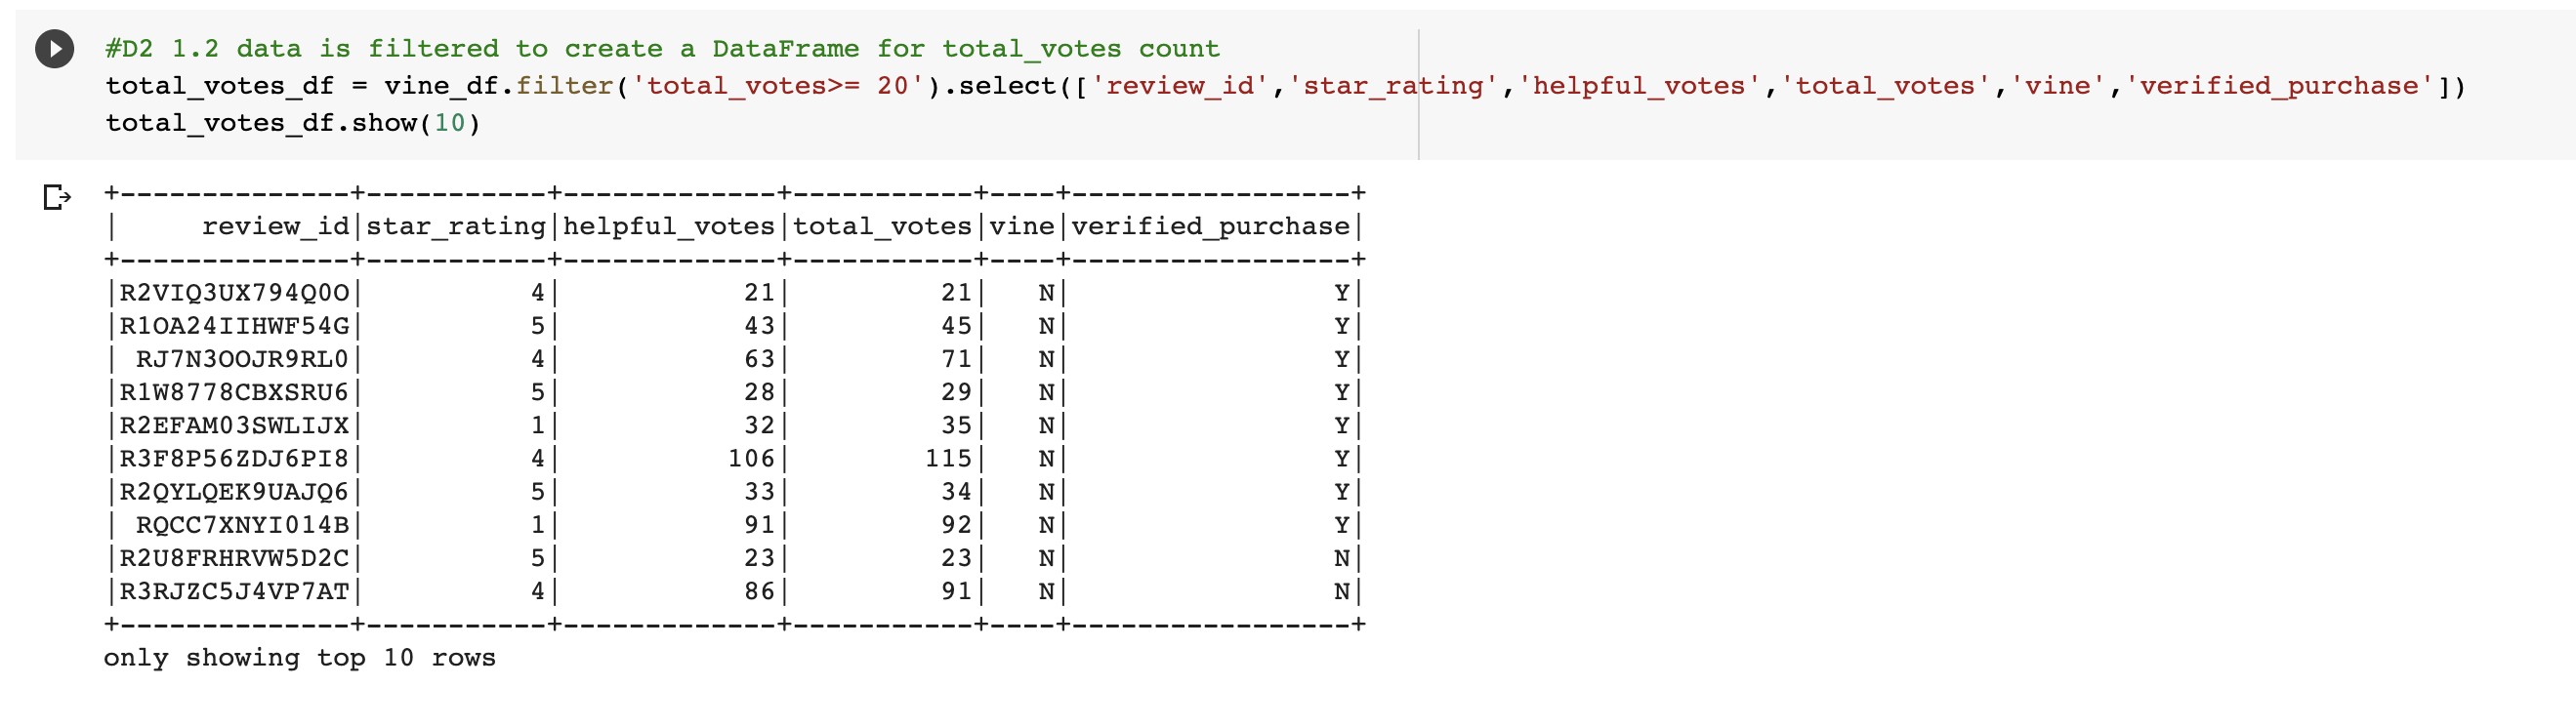 #D2 1.2 data is filtered to create a DataFrame for total_votes count
total_votes_df = vine_df.filter('total_votes>= 20').select(['review_id','star_rating','helpful_votes','total_votes','vine','verified_purchase'])
total_votes_df.show(10)
+--------------+-----------+-------------+-----------+----+-----------------+
|     review_id|star_rating|helpful_votes|total_votes|vine|verified_purchase|
+--------------+-----------+-------------+-----------+----+-----------------+
|R2VIQ3UX794Q0O|          4|           21|         21|   N|                Y|
|R1OA24IIHWF54G|          5|           43|         45|   N|                Y|
| RJ7N3OOJR9RL0|          4|           63|         71|   N|                Y|
|R1W8778CBXSRU6|          5|           28|         29|   N|                Y|
|R2EFAM03SWLIJX|          1|           32|         35|   N|                Y|
|R3F8P56ZDJ6PI8|          4|          106|        115|   N|                Y|
|R2QYLQEK9UAJQ6|          5|           33|         34|   N|                Y|
| RQCC7XNYI014B|          1|           91|         92|   N|                Y|
|R2U8FRHRVW5D2C|          5|           23|         23|   N|                N|
|R3RJZC5J4VP7AT|          4|           86|         91|   N|                N|
+--------------+-----------+-------------+-----------+----+-----------------+
only showing top 10 rows